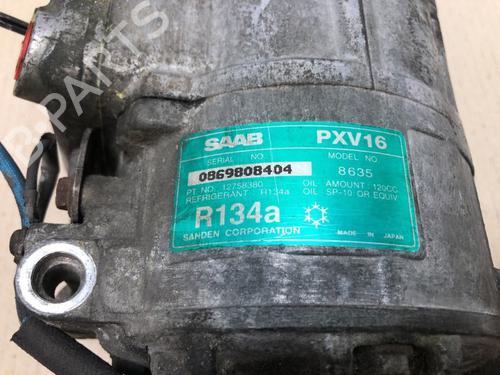 B-PARTS
SAAB PXV16
SERIAL NO. MODEL NO
0869808404 8635
PT NO. 12758380 OIL AMOUNT :120CC
REFRIGERANT R134a OIL SP-10 OR EQUIV
R134a
SANDEN CORPORATION MADE IN JAPAN